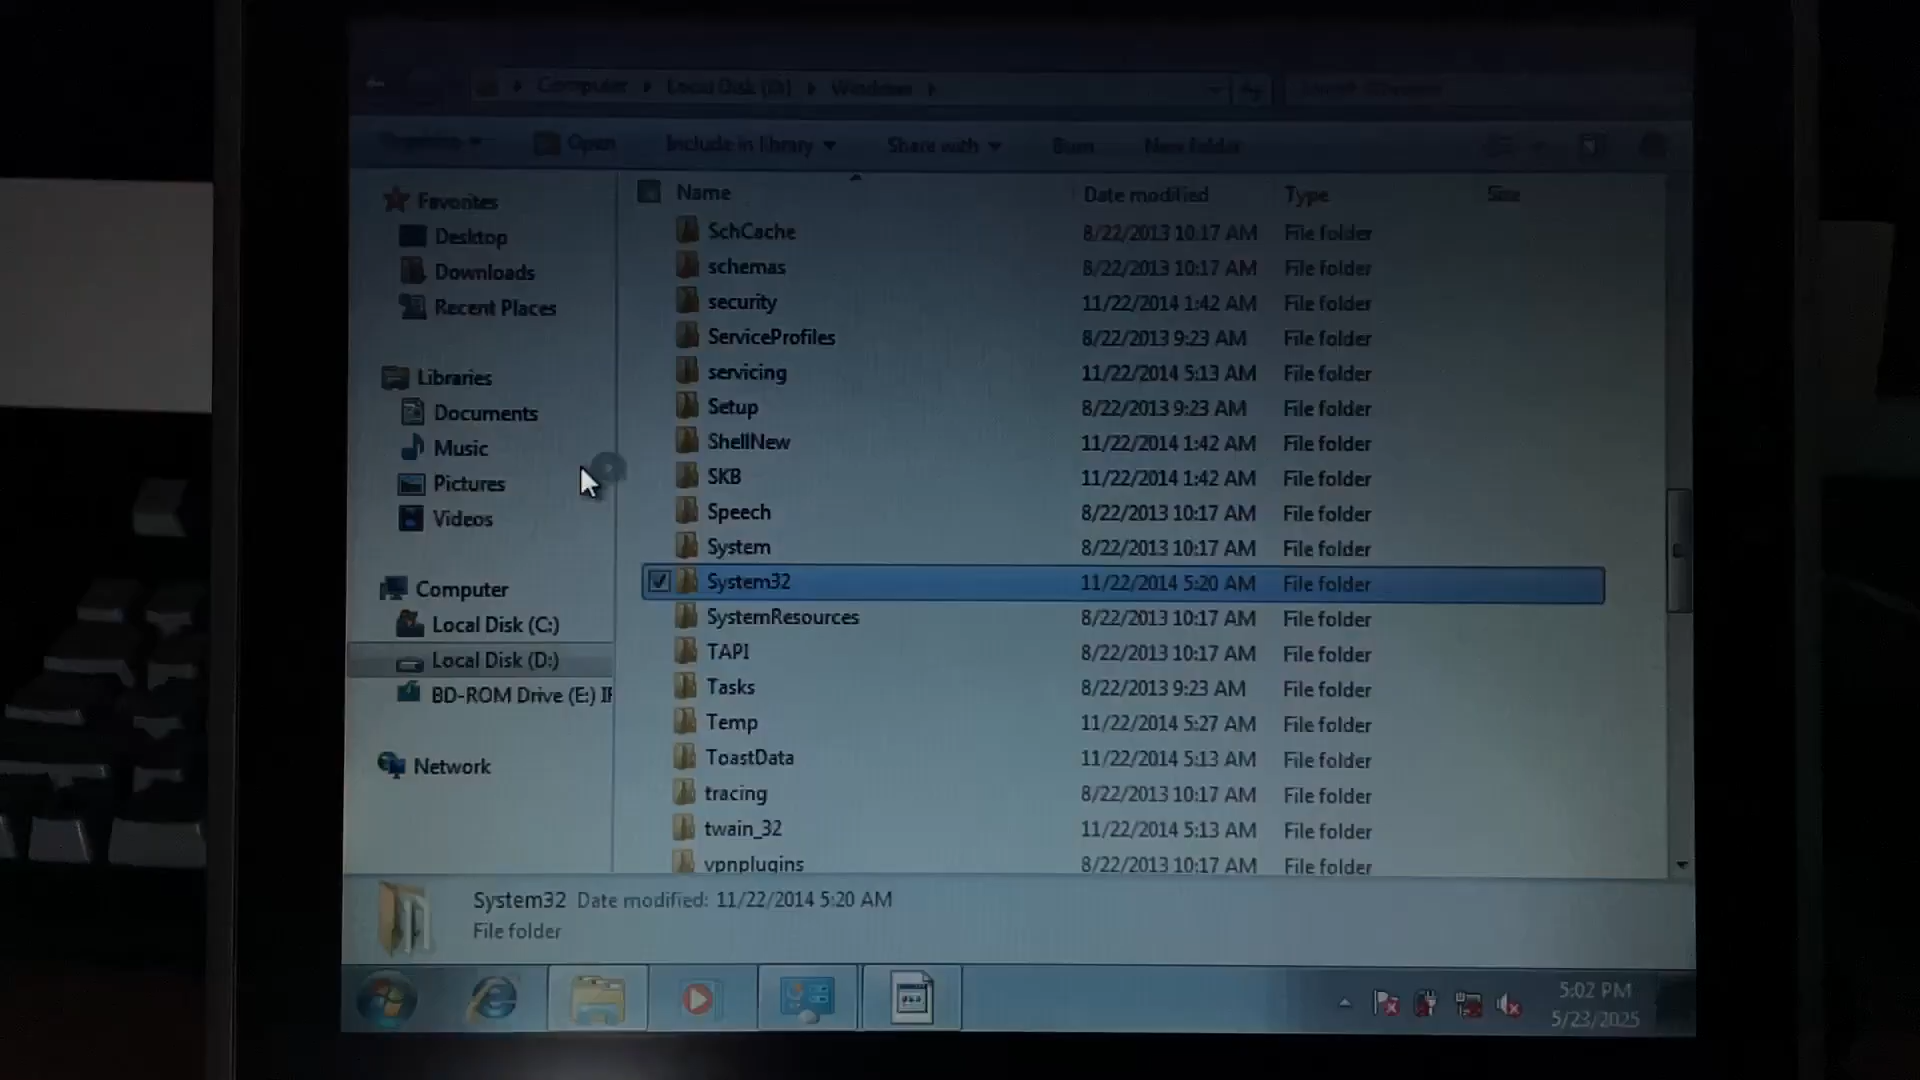 Computer Local Disk (D:) Windows
Organize Open Include in library Share with Burn New folder
Name Date modified Type Size
Favorites
Desktop
Downloads
Recent Places
Libraries
Documents
Music
Pictures
Videos
Computer
Local Disk (C:)
Local Disk (D:)
BD-ROM Drive (E:) IF
Network
SchCache 8/22/2013 10:17 AM File folder
schemas 8/22/2013 10:17 AM File folder
security 11/22/2014 1:42 AM File folder
ServiceProfiles 8/22/2013 9:23 AM File folder
servicing 11/22/2014 5:13 AM File folder
Setup 8/22/2013 9:23 AM File folder
ShellNew 11/22/2014 1:42 AM File folder
SKB 11/22/2014 1:42 AM File folder
Speech 8/22/2013 10:17 AM File folder
System 8/22/2013 10:17 AM File folder
System32 11/22/2014 5:20 AM File folder
SystemResources 8/22/2013 10:17 AM File folder
TAPI 8/22/2013 10:17 AM File folder
Tasks 8/22/2013 9:23 AM File folder
Temp 11/22/2014 5:27 AM File folder
ToastData 11/22/2014 5:13 AM File folder
tracing 8/22/2013 10:17 AM File folder
twain_32 11/22/2014 5:13 AM File folder
vpnplugins 8/22/2013 10:17 AM File folder
System32 Date modified: 11/22/2014 5:20 AM
File folder
5:02 PM
5/23/2025